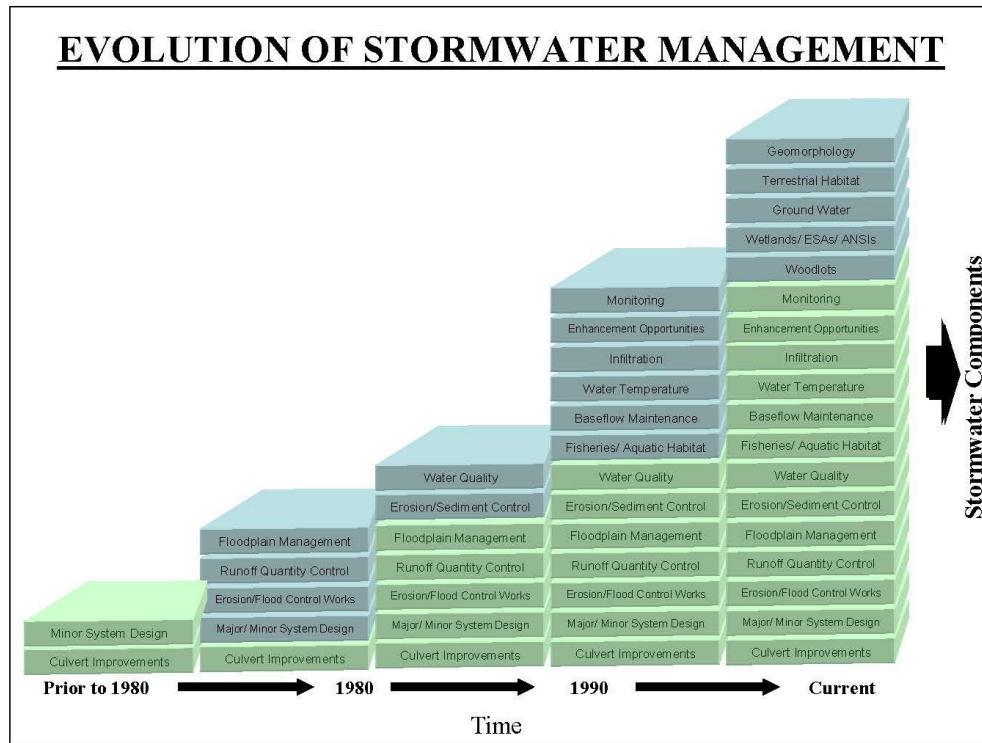 EVOLUTION OF STORMWATER MANAGEMENT
Minor System Design
Culvert Improvements
Floodplain Management
Runoff Quantity Control
Erosion/Flood Control Works
Major/ Minor System Design
Culvert Improvements
Water Quality
Erosion/Sediment Control
Floodplain Management
Runoff Quantity Control
Erosion/Flood Control Works
Major/ Minor System Design
Culvert Improvements
Monitoring
Enhancement Opportunities
Infiltration
Water Temperature
Baseflow Maintenance
Fisheries/ Aquatic Habitat
Water Quality
Erosion/Sediment Control
Floodplain Management
Runoff Quantity Control
Erosion/Flood Control Works
Major/ Minor System Design
Culvert Improvements
Geomorphology
Terrestrial Habitat
Ground Water
Wetlands/ ESAs/ ANSIs
Woodlots
Monitoring
Enhancement Opportunities
Infiltration
Water Temperature
Baseflow Maintenance
Fisheries/ Aquatic Habitat
Water Quality
Erosion/Sediment Control
Floodplain Management
Runoff Quantity Control
Erosion/Flood Control Works
Major/ Minor System Design
Culvert Improvements
Stormwater Components
Prior to 1980 1980 1990 Current
Time